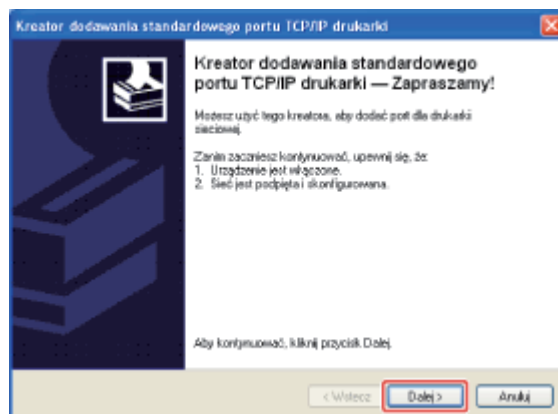 Kreator dodawania standardowego portu TCP/IP drukarki
Kreator dodawania standardowego
portu TCP/IP drukarki — Zapraszamy!
Możesz użyć tego kreatora, aby dodać port dla drukarki
sieciowej.
Zanim zaczniesz kontynuować, upewnij się, że:
1. Urządzenie jest włączone.
2. Sieć jest podpięta i skonfigurowana.
Aby kontynuować, kliknij przycisk Dalej.
< Wstecz
Dalej >
Anuluj